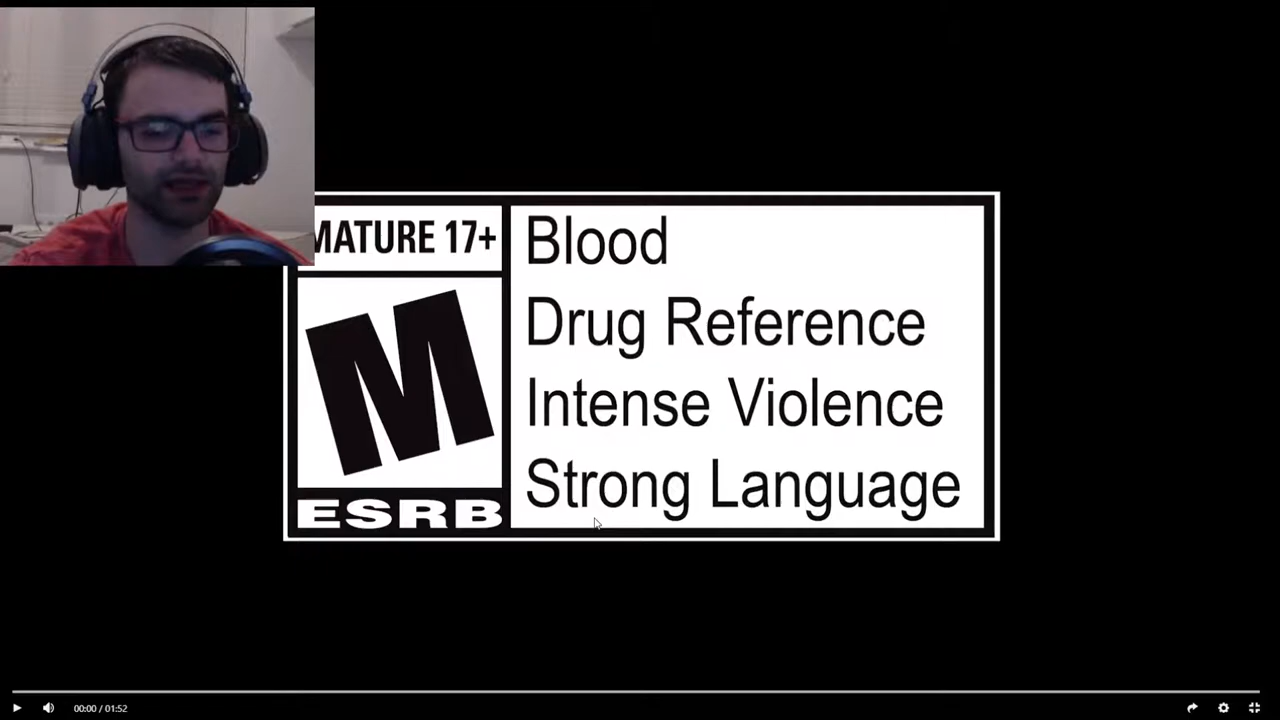 MATURE 17+
M
ESRB
Blood
Drug Reference
Intense Violence
Strong Language
00:00 / 01:52